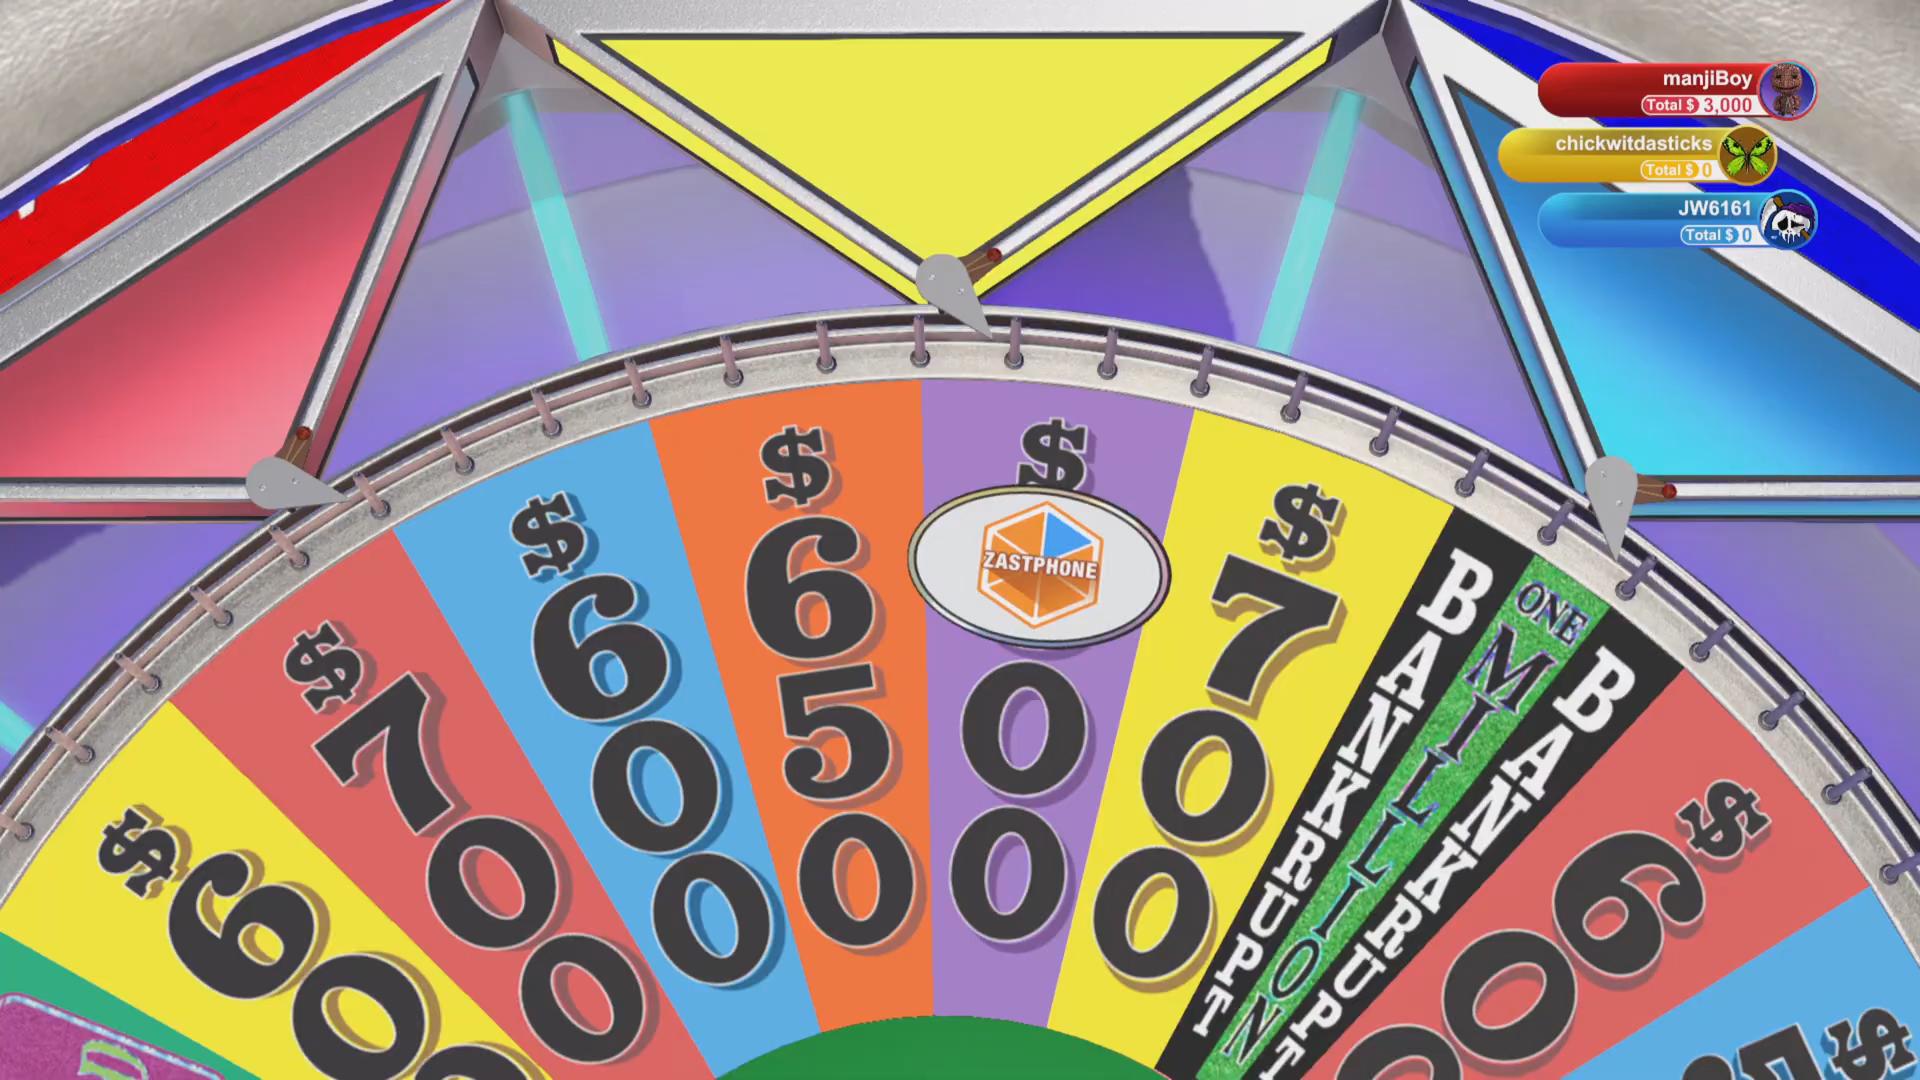 manjiBoy
Total $ 3,000
chickwitdasticks
Total $ 0
JW6161
Total $ 0
$600
$700
$600
$650
$
ZASTPHONE
00
$700
BANKRUPT
ONE MILLION
BANKRUPT
$600
$